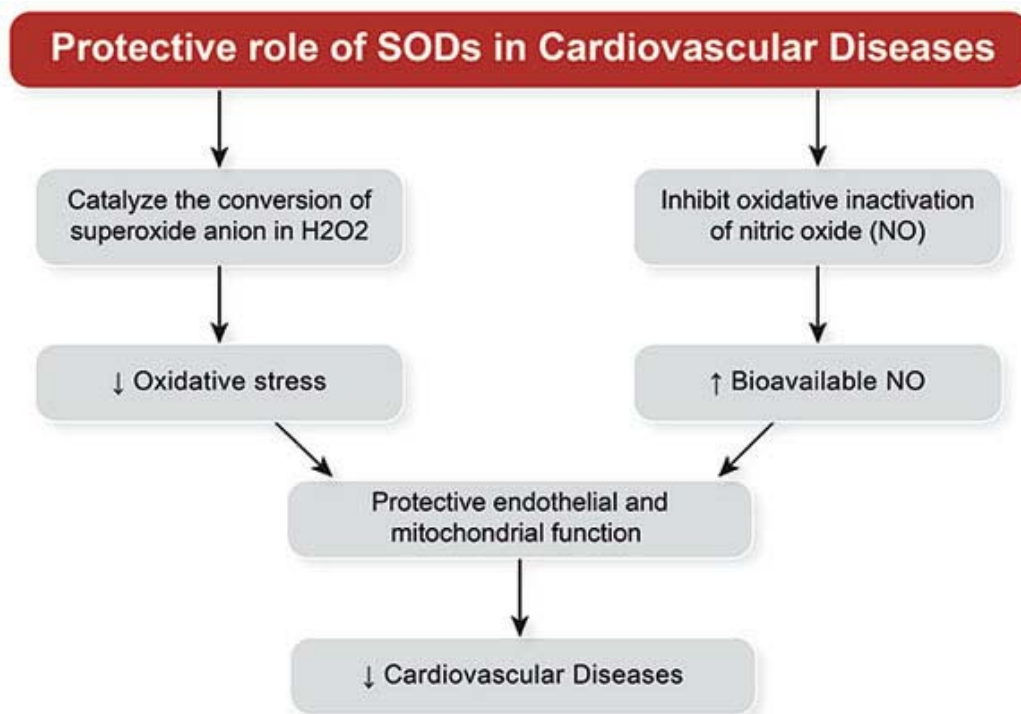 Protective role of SODs in Cardiovascular Diseases
Catalyze the conversion of
superoxide anion in H2O2
Inhibit oxidative inactivation
of nitric oxide (NO)
↓ Oxidative stress
↑ Bioavailable NO
Protective endothelial and
mitochondrial function
↓ Cardiovascular Diseases